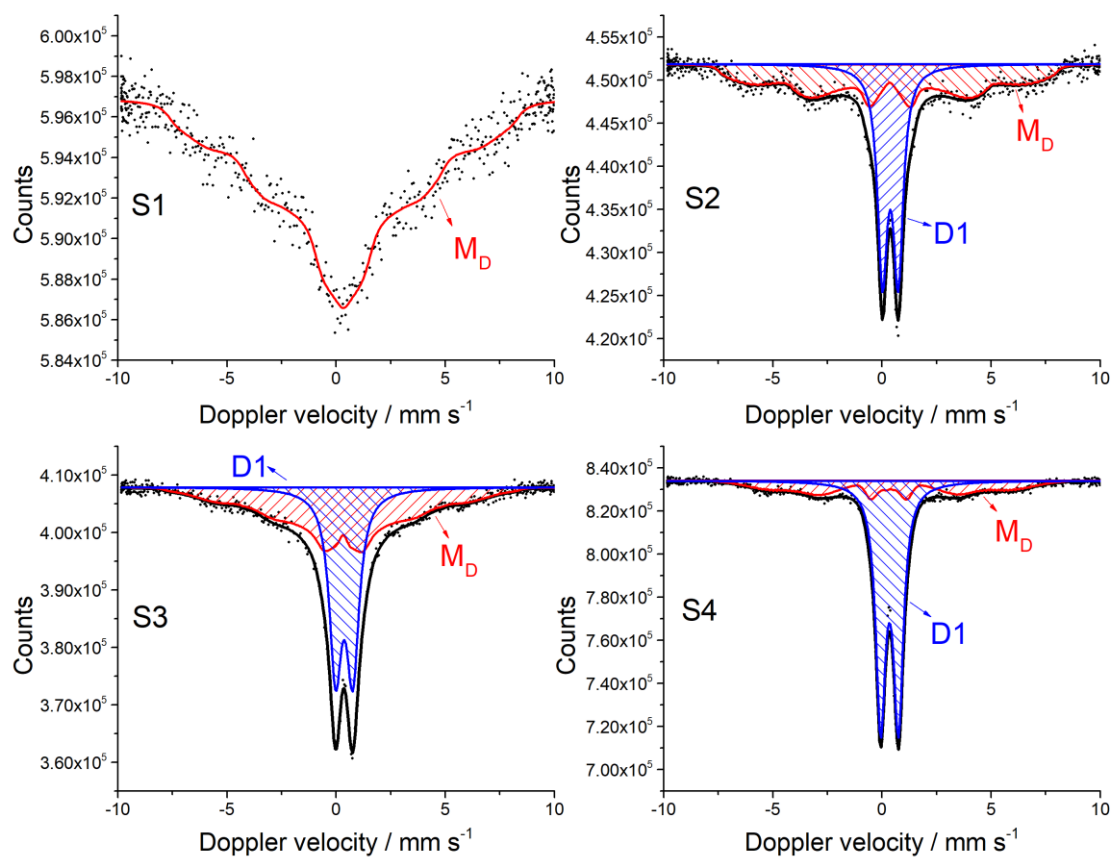 6.00x10⁵
5.98x10⁵
5.96x10⁵
5.94x10⁵
5.92x10⁵
5.90x10⁵
5.88x10⁵
5.86x10⁵
5.84x10⁵
Counts
S1
M_D
-10
-5
0
5
10
Doppler velocity / mm s⁻¹
4.55x10⁵
4.50x10⁵
4.45x10⁵
4.40x10⁵
4.35x10⁵
4.30x10⁵
4.25x10⁵
4.20x10⁵
Counts
S2
M_D
D1
-10
-5
0
5
10
Doppler velocity / mm s⁻¹
4.10x10⁵
4.00x10⁵
3.90x10⁵
3.80x10⁵
3.70x10⁵
3.60x10⁵
Counts
S3
D1
M_D
-10
-5
0
5
10
Doppler velocity / mm s⁻¹
8.40x10⁵
8.20x10⁵
8.00x10⁵
7.80x10⁵
7.60x10⁵
7.40x10⁵
7.20x10⁵
7.00x10⁵
Counts
S4
M_D
D1
-10
-5
0
5
10
Doppler velocity / mm s⁻¹